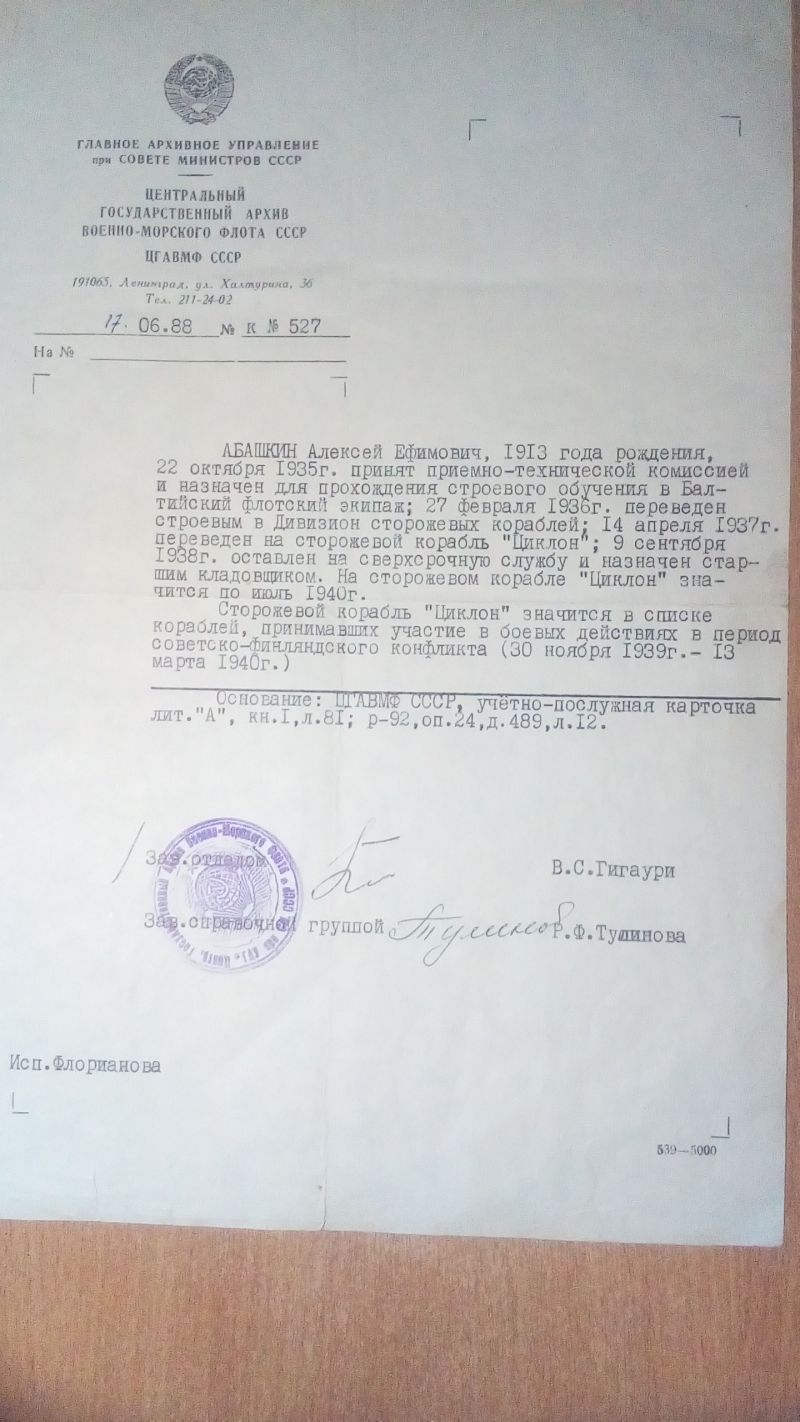 ГЛАВНОЕ АРХИВНОЕ УПРАВЛЕНИЕ
при СОВЕТЕ МИНИСТРОВ СССР
ЦЕНТРАЛЬНЫЙ
ГОСУДАРСТВЕННЫЙ АРХИВ
ВОЕННО-МОРСКОГО ФЛОТА СССР
ЦГАВМФ СССР
191065, Ленинград, ул. Халтурина, 36
Тел. 211-24-02
17. 06.88 № К № 527
На №
АБАШКИН Алексей Ефимович, 1913 года рождения,
22 октября 1935г. принят приемно-технической комиссией
и назначен для прохождения строевого обучения в Бал-
тийский флотский экипаж; 27 февраля 1936г. переведен
строевым в Дивизион сторожевых кораблей; 14 апреля 1937г.
переведен на сторожевой корабль "Циклон"; 9 сентября
1938г. оставлен на сверхсрочную службу и назначен стар-
шим кладовщиком. На сторожевом корабле "Циклон" зна-
чится по июль 1940г.
Сторожевой корабль "Циклон" значится в списке
кораблей, принимавших участие в боевых действиях в период
советско-финляндского конфликта (30 ноября 1939г.- 13
марта 1940г.)
Основание: ЦГАВМФ СССР, учётно-послужная карточка
лит."А", кн.1,л.81; р-92,оп.24,д.489,л.12.
Зав.отделом
В.С.Гигаури
Зав.справочной группой
Тулинов
Р.Ф.Тулинова
Исп.Флорианова
539—5000